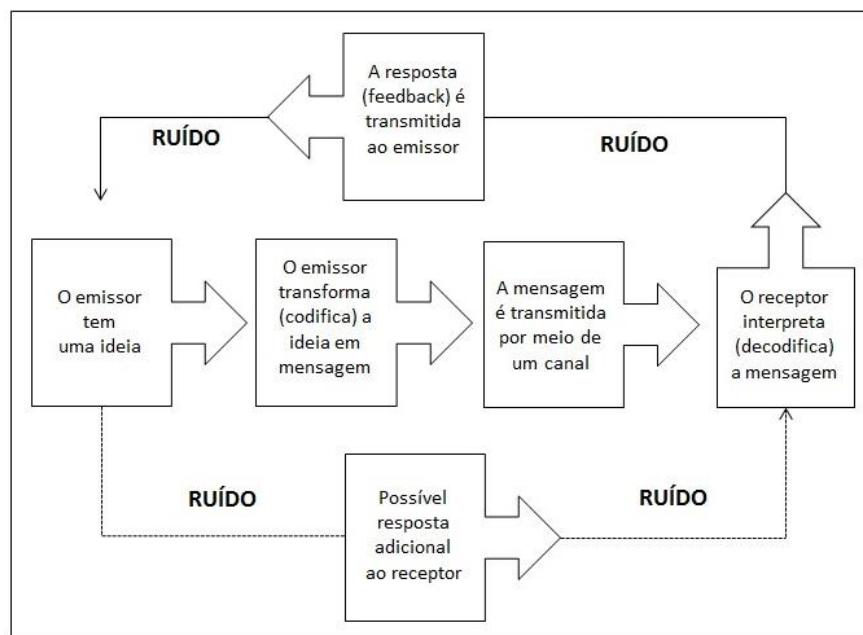 A resposta
(feedback) é
transmitida
ao emissor
RUÍDO
RUÍDO
O emissor
tem
uma ideia
O emissor
transforma
(codifica) a
ideia em
mensagem
A mensagem
é transmitida
por meio de
um canal
O receptor
interpreta
(decodifica)
a mensagem
RUÍDO
Possível
resposta
adicional
ao receptor
RUÍDO